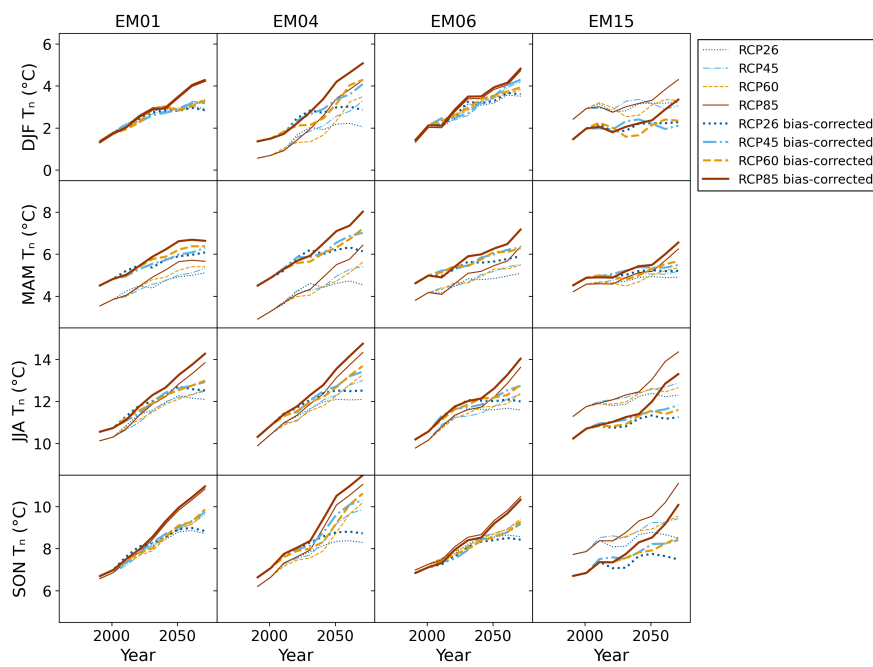 EM01 EM04 EM06 EM15
RCP26
RCP45
RCP60
RCP85
RCP26 bias-corrected
RCP45 bias-corrected
RCP60 bias-corrected
RCP85 bias-corrected
DJF Tₙ (°C)
6
4
2
0
MAM Tₙ (°C)
8
6
4
JJA Tₙ (°C)
14
12
10
SON Tₙ (°C)
10
8
6
2000 2050 2000 2050 2000 2050 2000 2050
Year Year Year Year